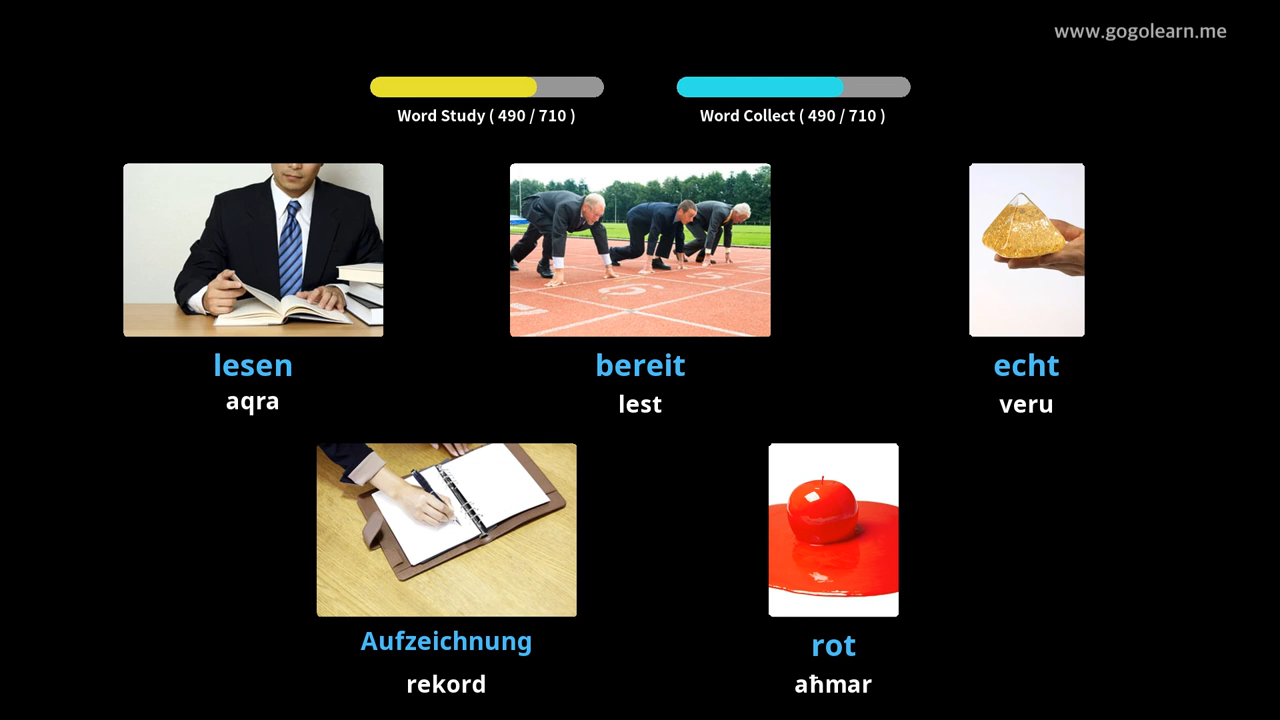 www.gogolearn.me
Word Study ( 490 / 710 )
Word Collect ( 490 / 710 )
lesen
aqra
bereit
lest
echt
veru
Aufzeichnung
rekord
rot
aħmar